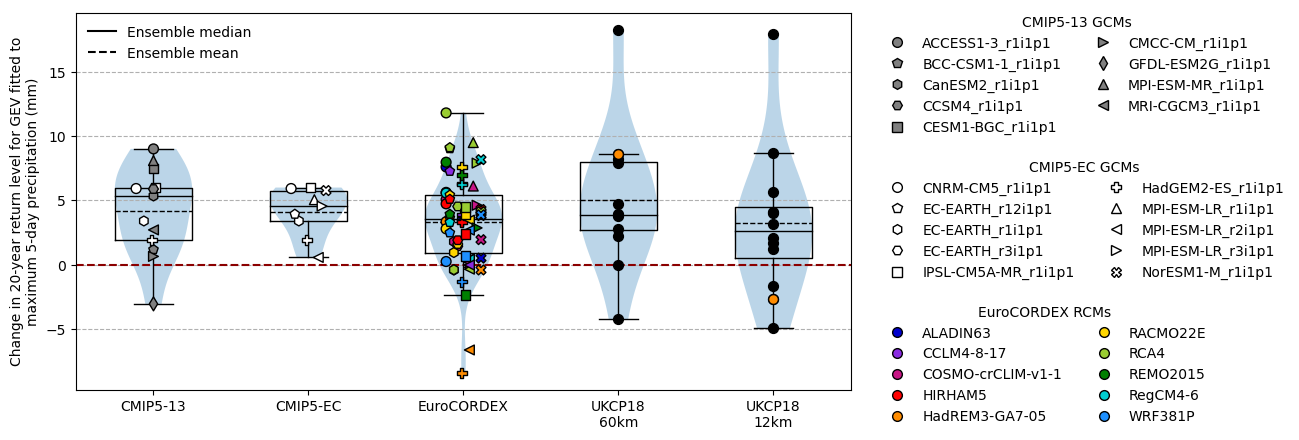 Change in 20-year return level for GEV fitted to
maximum 5-day precipitation (mm)
15
10
5
0
−5
Ensemble median
Ensemble mean
CMIP5-13
CMIP5-EC
EuroCORDEX
UKCP18
60km
UKCP18
12km
CMIP5-13 GCMs
ACCESS1-3_r1i1p1
BCC-CSM1-1_r1i1p1
CanESM2_r1i1p1
CCSM4_r1i1p1
CESM1-BGC_r1i1p1
CMCC-CM_r1i1p1
GFDL-ESM2G_r1i1p1
MPI-ESM-MR_r1i1p1
MRI-CGCM3_r1i1p1
CMIP5-EC GCMs
CNRM-CM5_r1i1p1
EC-EARTH_r12i1p1
EC-EARTH_r1i1p1
EC-EARTH_r3i1p1
IPSL-CM5A-MR_r1i1p1
HadGEM2-ES_r1i1p1
MPI-ESM-LR_r1i1p1
MPI-ESM-LR_r2i1p1
MPI-ESM-LR_r3i1p1
NorESM1-M_r1i1p1
EuroCORDEX RCMs
ALADIN63
CCLM4-8-17
COSMO-crCLIM-v1-1
HIRHAM5
HadREM3-GA7-05
RACMO22E
RCA4
REMO2015
RegCM4-6
WRF381P